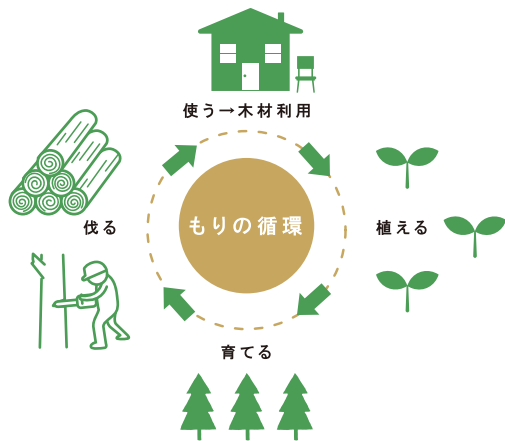 使う→木材利用
伐る
もりの循環
植える
育てる